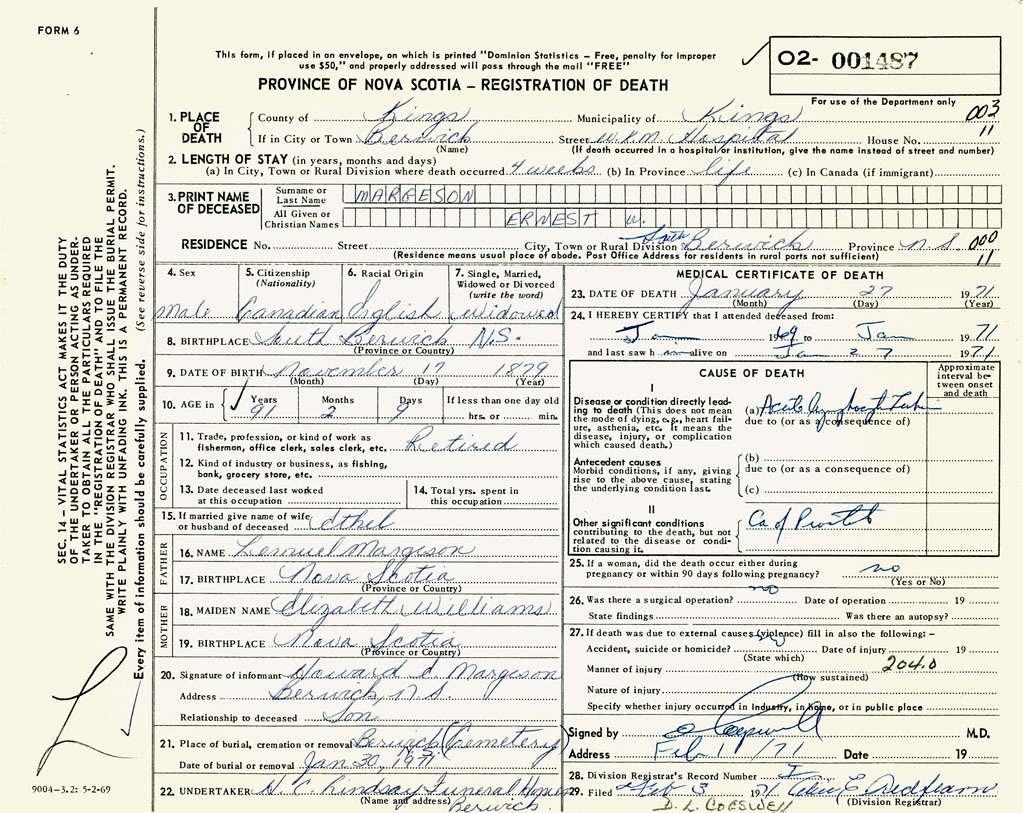 FORM 6
This form, if placed in an envelope, on which is printed "Dominion Statistics - Free, penalty for improper
use $50," and properly addressed will pass through the mail "FREE"
O2- 001487
For use of the Department only
PROVINCE OF NOVA SCOTIA – REGISTRATION OF DEATH
SEC. 14 – VITAL STATISTICS ACT MAKES IT THE DUTY
OF THE UNDERTAKER OR PERSON ACTING AS UNDER-
TAKER TO OBTAIN ALL THE PARTICULARS REQUIRED
IN THE "REGISTRATION OF DEATH" AND TO FILE THE
SAME WITH THE DIVISION REGISTRAR WHO SHALL ISSUE THE BURIAL PERMIT.
WRITE PLAINLY WITH UNFADING INK. THIS IS A PERMANENT RECORD.
Every item of information should be carefully supplied. (See reverse side for instructions.)
1. PLACE OF DEATH County of Kings Municipality of Kings 003
If in City or Town Berwick Street W.K.M. Hospital House No. 11
(Name) (If death occurred in a hospital or institution, give the name instead of street and number)
2. LENGTH OF STAY (in years, months and days)
(a) In City, Town or Rural Division where death occurred 4 weeks (b) In Province life (c) In Canada (if immigrant)
3. PRINT NAME OF DECEASED Surname or Last Name MARGESON
All Given or Christian Names ERNEST W.
RESIDENCE No. Street City, Town or Rural Division South Berwick Province N.S. 000
(Residence means usual place of abode. Post Office Address for residents in rural parts not sufficient) 11
4. Sex 5. Citizenship (Nationality) 6. Racial Origin 7. Single, Married, Widowed or Divorced (write the word)
Male Canadian English Widowed
8. BIRTHPLACE South Berwick N.S.
(Province or Country)
9. DATE OF BIRTH November 17 1879
(Month) (Day) (Year)
10. AGE in Years Months Days If less than one day old
91 2 9 hrs. or min.
OCCUPATION
11. Trade, profession, or kind of work as
fisherman, office clerk, sales clerk, etc. Retired
12. Kind of industry or business, as fishing,
bank, grocery store, etc.
13. Date deceased last worked
at this occupation
14. Total yrs. spent in
this occupation
15. If married give name of wife
or husband of deceased Ethel
FATHER
16. NAME Lemuel Margeson
17. BIRTHPLACE Nova Scotia
(Province or Country)
MOTHER
18. MAIDEN NAME Elizabeth Williams
19. BIRTHPLACE Nova Scotia
(Province or Country)
20. Signature of informant Howard E Margeson
Address Berwick, N.S.
Relationship to deceased Son
21. Place of burial, cremation or removal Berwick (Cemetery)
N.S.
Date of burial or removal Jan 30, 1971
22. UNDERTAKER H. C. Lindsay Funeral Home
(Name and address) Berwick.
9004-3.2: 5-2-69
MEDICAL CERTIFICATE OF DEATH
23. DATE OF DEATH January 27 1971
(Month) (Day) (Year)
24. I HEREBY CERTIFY that I attended deceased from:
Jan 1969 to Jan 1971
and last saw h im alive on Jan 27 1971
CAUSE OF DEATH
Approximate
interval be-
tween onset
and death
I
Disease or condition directly lead-
ing to death (This does not mean
the mode of dying, e.g., heart fail-
ure, asthenia, etc. It means the
disease, injury, or complication
which caused death.)
(a) Acute
due to (or as a consequence of)
Antecedent causes
Morbid conditions, if any, giving
rise to the above cause, stating
the underlying condition last.
(b)
due to (or as a consequence of)
(c)
II
Other significant conditions
contributing to the death, but not
related to the disease or condi-
tion causing it.
Ca of Prostate
25. If a woman, did the death occur either during
pregnancy or within 90 days following pregnancy? no
(Yes or No)
26. Was there a surgical operation? no Date of operation 19
State findings Was there an autopsy?
27. If death was due to external causes (violence) fill in also the following: –
Accident, suicide or homicide? Date of injury 19
(State which)
Manner of injury 204.0
(How sustained)
Nature of injury
Specify whether injury occurred in industry, in home, or in public place
Signed by M.D.
Address Feb 1/71 Date 19
28. Division Registrar's Record Number
29. Filed Feb 3 1971
D. L. COGSWELL (Division Registrar)